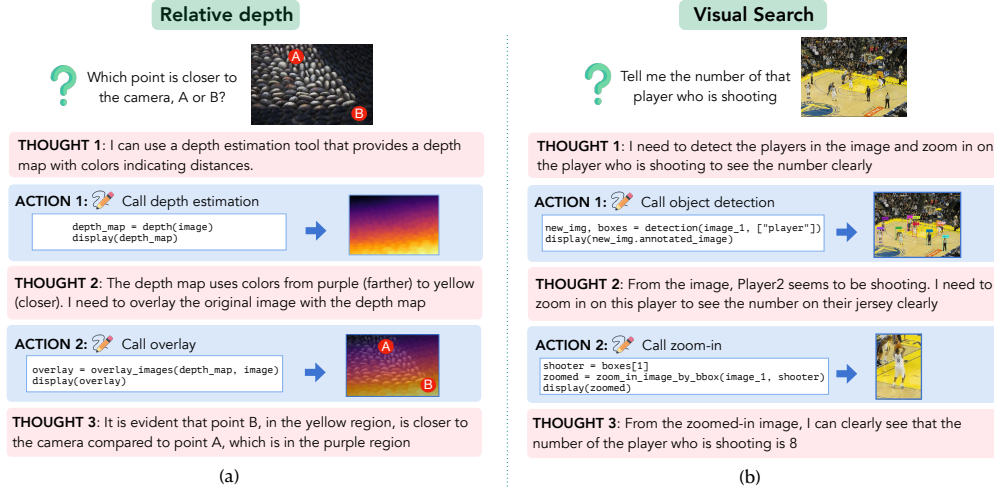 Relative depth
Which point is closer to
the camera, A or B?
A
B
THOUGHT 1: I can use a depth estimation tool that provides a depth
map with colors indicating distances.
ACTION 1: Call depth estimation
depth_map = depth(image)
display(depth_map)
THOUGHT 2: The depth map uses colors from purple (farther) to yellow
(closer). I need to overlay the original image with the depth map
ACTION 2: Call overlay
overlay = overlay_images(depth_map, image)
display(overlay)
A
B
THOUGHT 3: It is evident that point B, in the yellow region, is closer to
the camera compared to point A, which is in the purple region
(a)
Visual Search
Tell me the number of that
player who is shooting
THOUGHT 1: I need to detect the players in the image and zoom in on
the player who is shooting to see the number clearly
ACTION 1: Call object detection
new_img, boxes = detection(image_1, ["player"])
display(new_img.annotated_image)
THOUGHT 2: From the image, Player2 seems to be shooting. I need to
zoom in on this player to see the number on their jersey clearly
ACTION 2: Call zoom-in
shooter = boxes[1]
zoomed = zoom_in_image_by_bbox(image_1, shooter)
display(zoomed)
THOUGHT 3: From the zoomed-in image, I can clearly see that the
number of the player who is shooting is 8
(b)